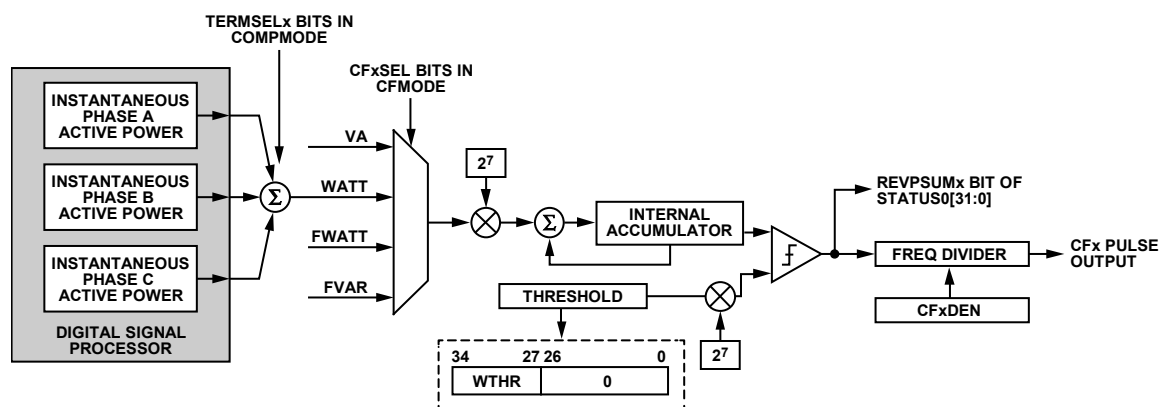 TERMSELx BITS IN
COMPMODE
CFxSEL BITS IN
CFMODE
INSTANTANEOUS
PHASE A
ACTIVE POWER
INSTANTANEOUS
PHASE B
ACTIVE POWER
INSTANTANEOUS
PHASE C
ACTIVE POWER
DIGITAL SIGNAL
PROCESSOR
Σ
VA
WATT
FWATT
FVAR
2⁷
Σ
INTERNAL
ACCUMULATOR
THRESHOLD
2⁷
34 27 26 0
WTHR 0
REVPSUMx BIT OF
STATUS0[31:0]
FREQ DIVIDER
CFx PULSE
OUTPUT
CFxDEN